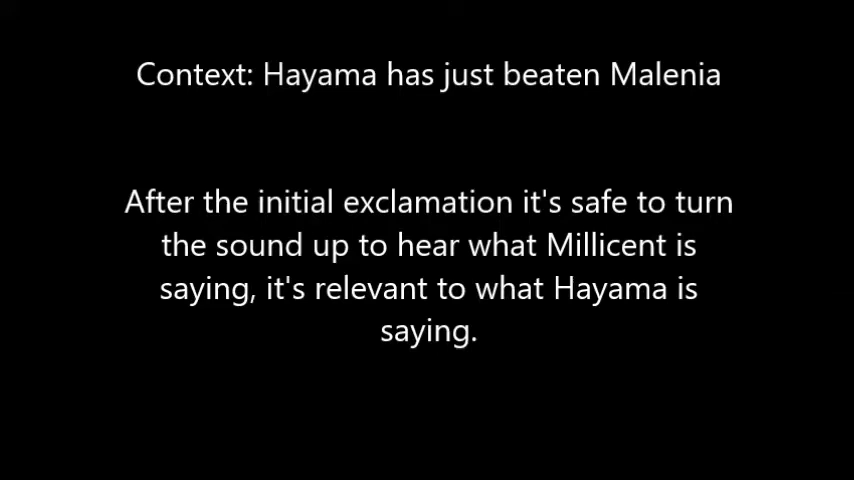 Context: Hayama has just beaten Malenia
After the initial exclamation it's safe to turn
the sound up to hear what Millicent is
saying, it's relevant to what Hayama is
saying.